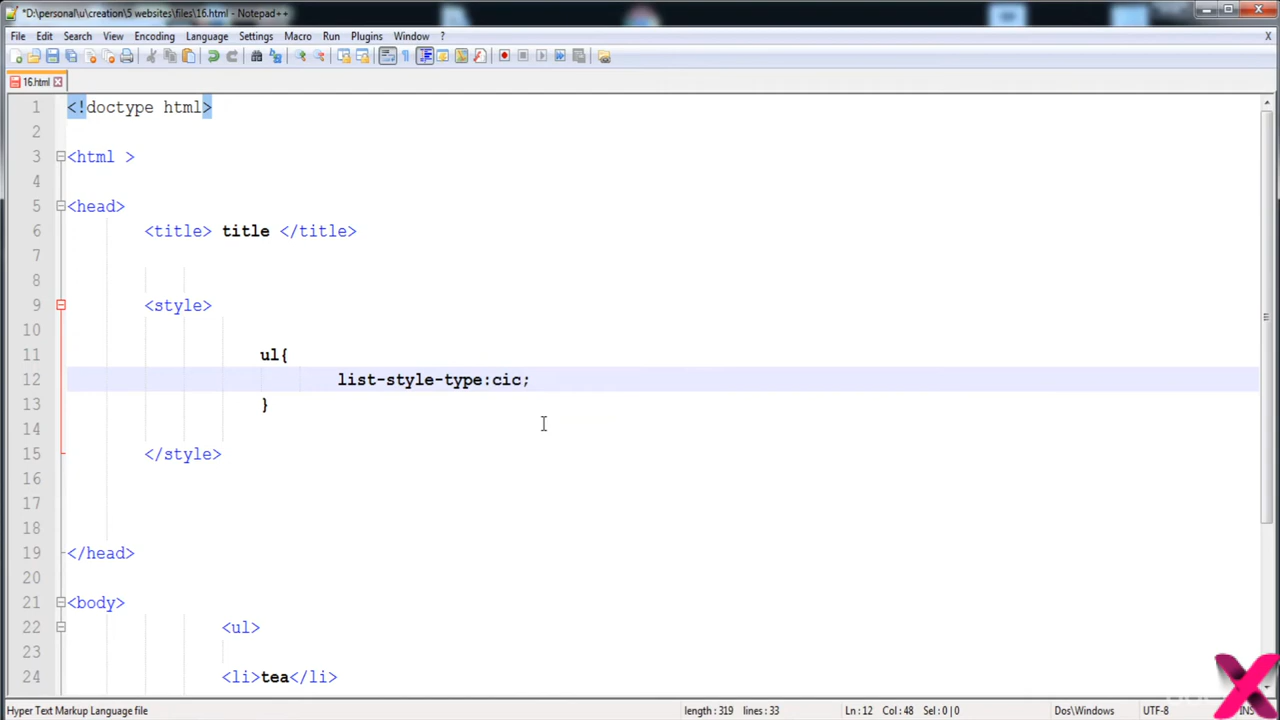 *D:\personal\u\creation\5 websites\files\16.html - Notepad++
File Edit Search View Encoding Language Settings Macro Run Plugins Window ? X
16.html
1 <!doctype html>
2
3 <html >
4
5 <head>
6 <title> title </title>
7
8
9 <style>
10
11 ul{
12 list-style-type:cic;
13 }
14
15 </style>
16
17
18
19 </head>
20
21 <body>
22 <ul>
23
24 <li>tea</li>
Hyper Text Markup Language file length : 319 lines : 33 Ln : 12 Col : 48 Sel : 0 | 0 Dos\Windows UTF-8 INS